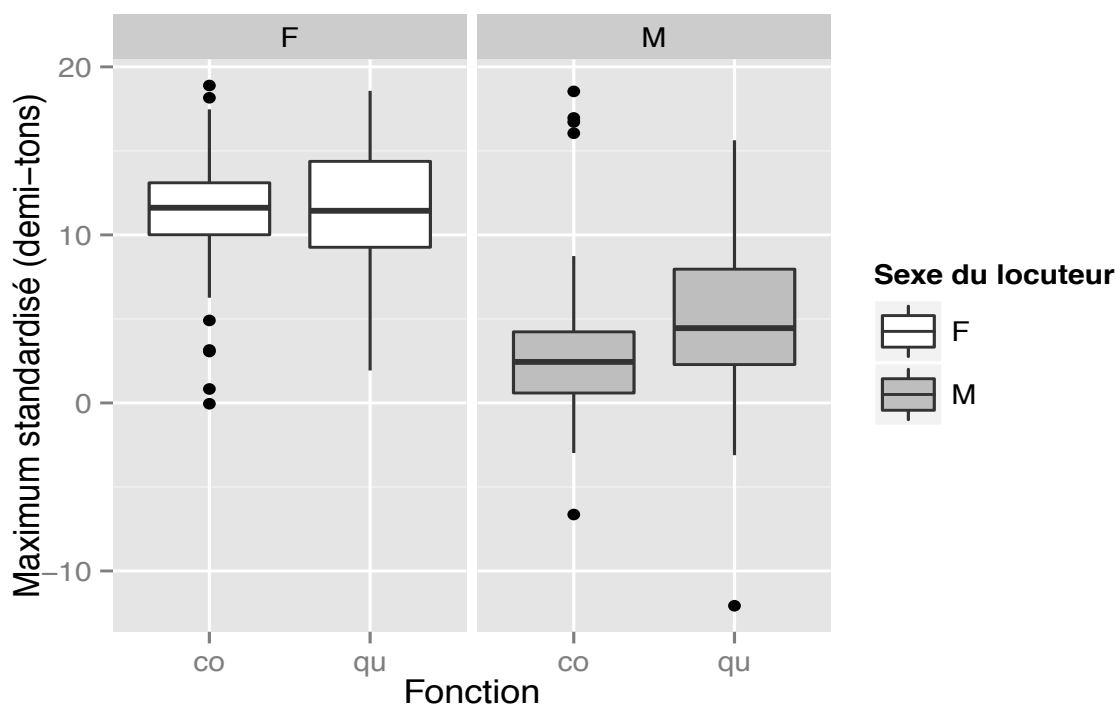 F
M
Maximum standardisé (demi−tons)
20
10
0
−10
co
qu
co
qu
Fonction
Sexe du locuteur
F
M